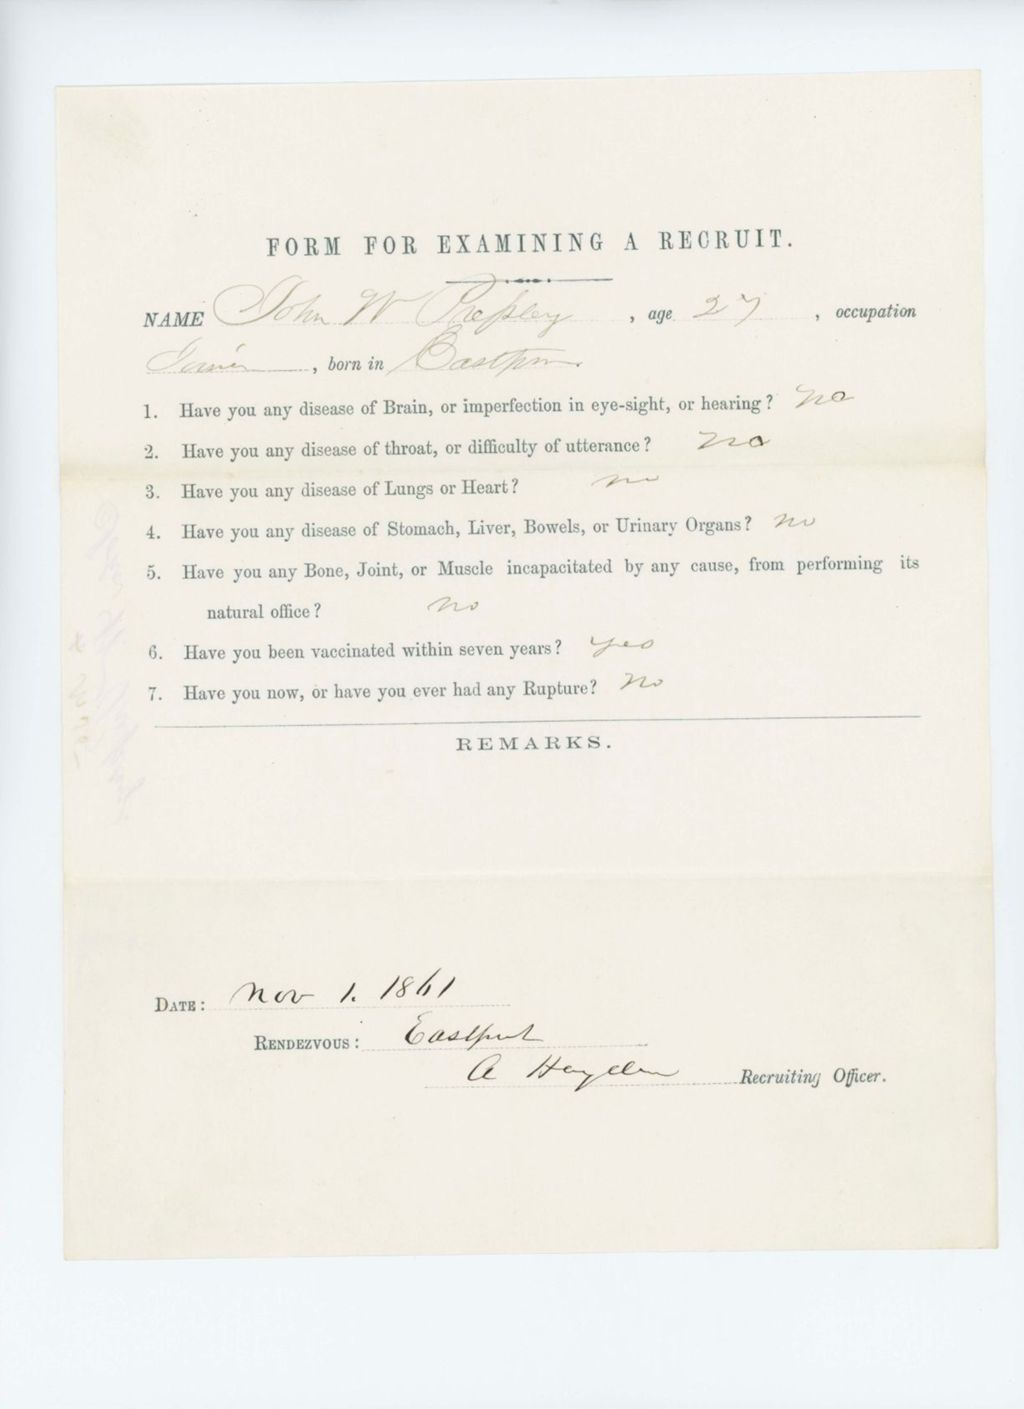 FORM FOR EXAMINING A RECRUIT.
NAME John W , age 27 , occupation
, born in
1. Have you any disease of Brain, or imperfection in eye-sight, or hearing? No
2. Have you any disease of throat, or difficulty of utterance? No
3. Have you any disease of Lungs or Heart? No
4. Have you any disease of Stomach, Liver, Bowels, or Urinary Organs? No
5. Have you any Bone, Joint, or Muscle incapacitated by any cause, from performing its
natural office? No
6. Have you been vaccinated within seven years? Yes
7. Have you now, or have you ever had any Rupture? No
REMARKS.
DATE: Nov 1. 1861
RENDEZVOUS: Eastport
A Hayden Recruiting Officer.